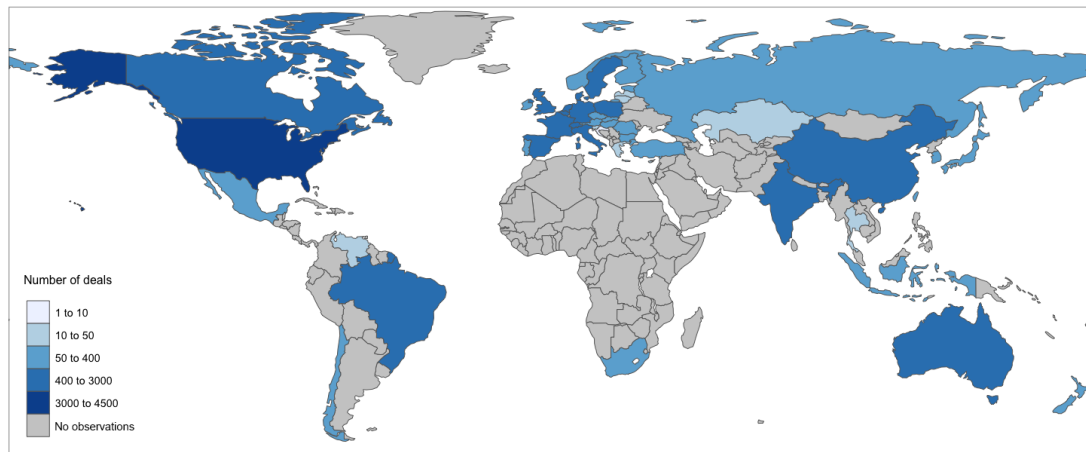 Number of deals
1 to 10
10 to 50
50 to 400
400 to 3000
3000 to 4500
No observations